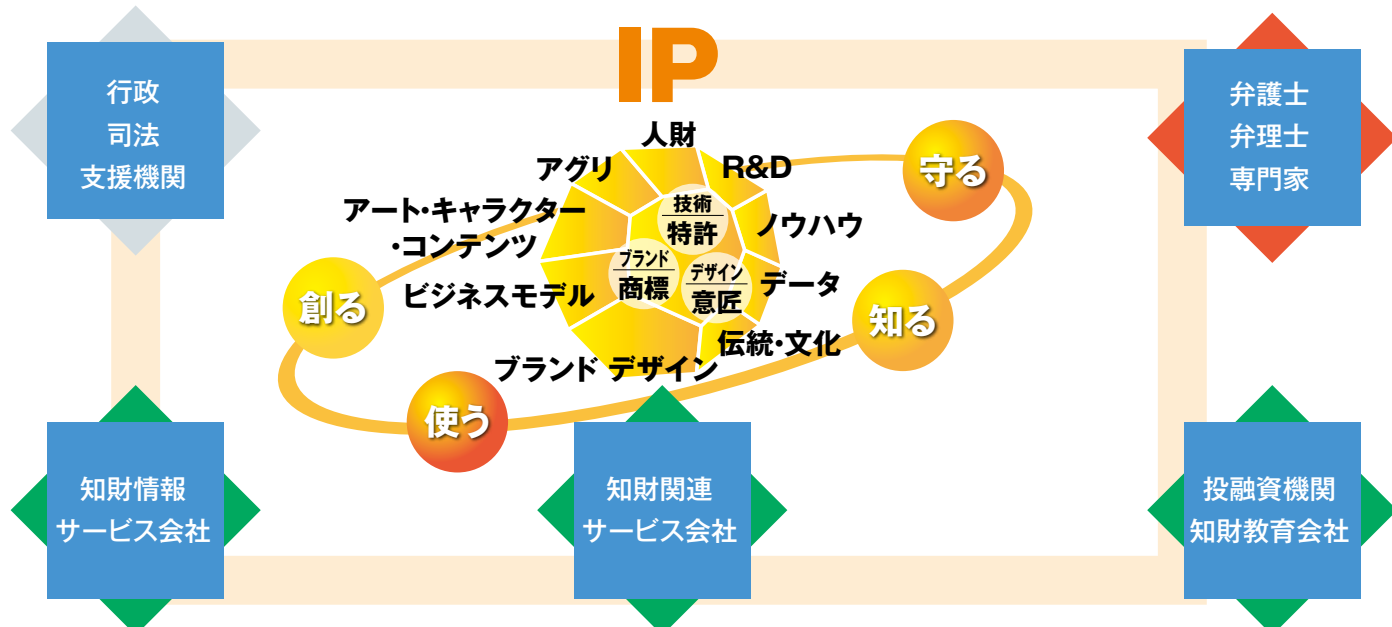 IP
行政
司法
支援機関
弁護士
弁理士
専門家
人財
アグリ
R&D
守る
アート・キャラクター
・コンテンツ
技術
特許
ノウハウ
ブランド
商標
デザイン
意匠
データ
創る
ビジネスモデル
知る
伝統・文化
ブランド デザイン
使う
知財情報
サービス会社
知財関連
サービス会社
投融資機関
知財教育会社